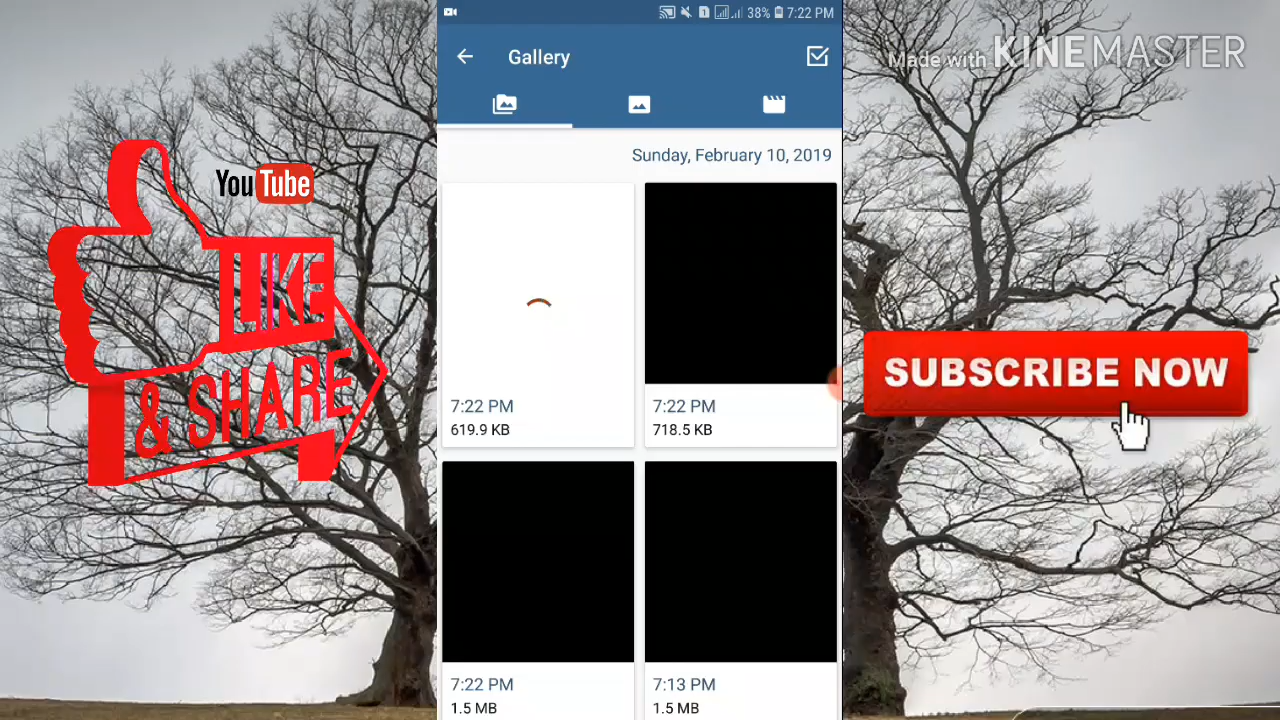 38% 7:22 PM
Gallery
Made with KINEMASTER
Sunday, February 10, 2019
YouTube
LIKE
& SHARE
7:22 PM
619.9 KB
7:22 PM
718.5 KB
SUBSCRIBE NOW
7:22 PM
1.5 MB
7:13 PM
1.5 MB